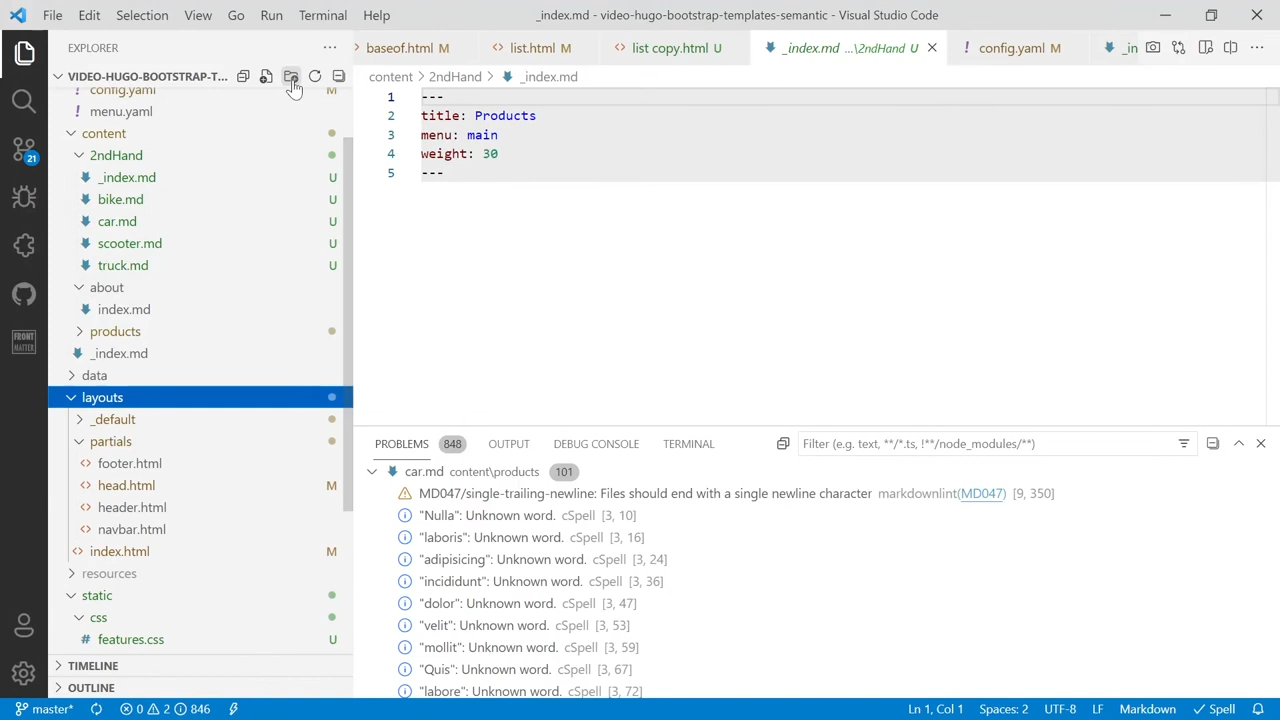 File Edit Selection View Go Run Terminal Help
_index.md - video-hugo-bootstrap-templates-semantic - Visual Studio Code
EXPLORER
baseof.html M
list.html M
list copy.html U
_index.md ...\2ndHand U
config.yaml M
_in
VIDEO-HUGO-BOOTSTRAP-T...
content > 2ndHand > _index.md
config.yaml M
menu.yaml
content
2ndHand
_index.md U
bike.md U
car.md U
scooter.md U
truck.md U
about
index.md
products
_index.md
data
layouts
_default
partials
footer.html
head.html M
header.html
navbar.html
index.html M
resources
static
css
features.css U
TIMELINE
OUTLINE
21
FRONT
MATTER
1 ---
2 title: Products
3 menu: main
4 weight: 30
5 ---
PROBLEMS 848 OUTPUT DEBUG CONSOLE TERMINAL
Filter (e.g. text, **/*.ts, !**/node_modules/**)
car.md content\products 101
MD047/single-trailing-newline: Files should end with a single newline character markdownlint(MD047) [9, 350]
"Nulla": Unknown word. cSpell [3, 10]
"laboris": Unknown word. cSpell [3, 16]
"adipisicing": Unknown word. cSpell [3, 24]
"incididunt": Unknown word. cSpell [3, 36]
"dolor": Unknown word. cSpell [3, 47]
"velit": Unknown word. cSpell [3, 53]
"mollit": Unknown word. cSpell [3, 59]
"Quis": Unknown word. cSpell [3, 67]
"labore": Unknown word. cSpell [3, 72]
master* 0 2 846 Ln 1, Col 1 Spaces: 2 UTF-8 LF Markdown Spell